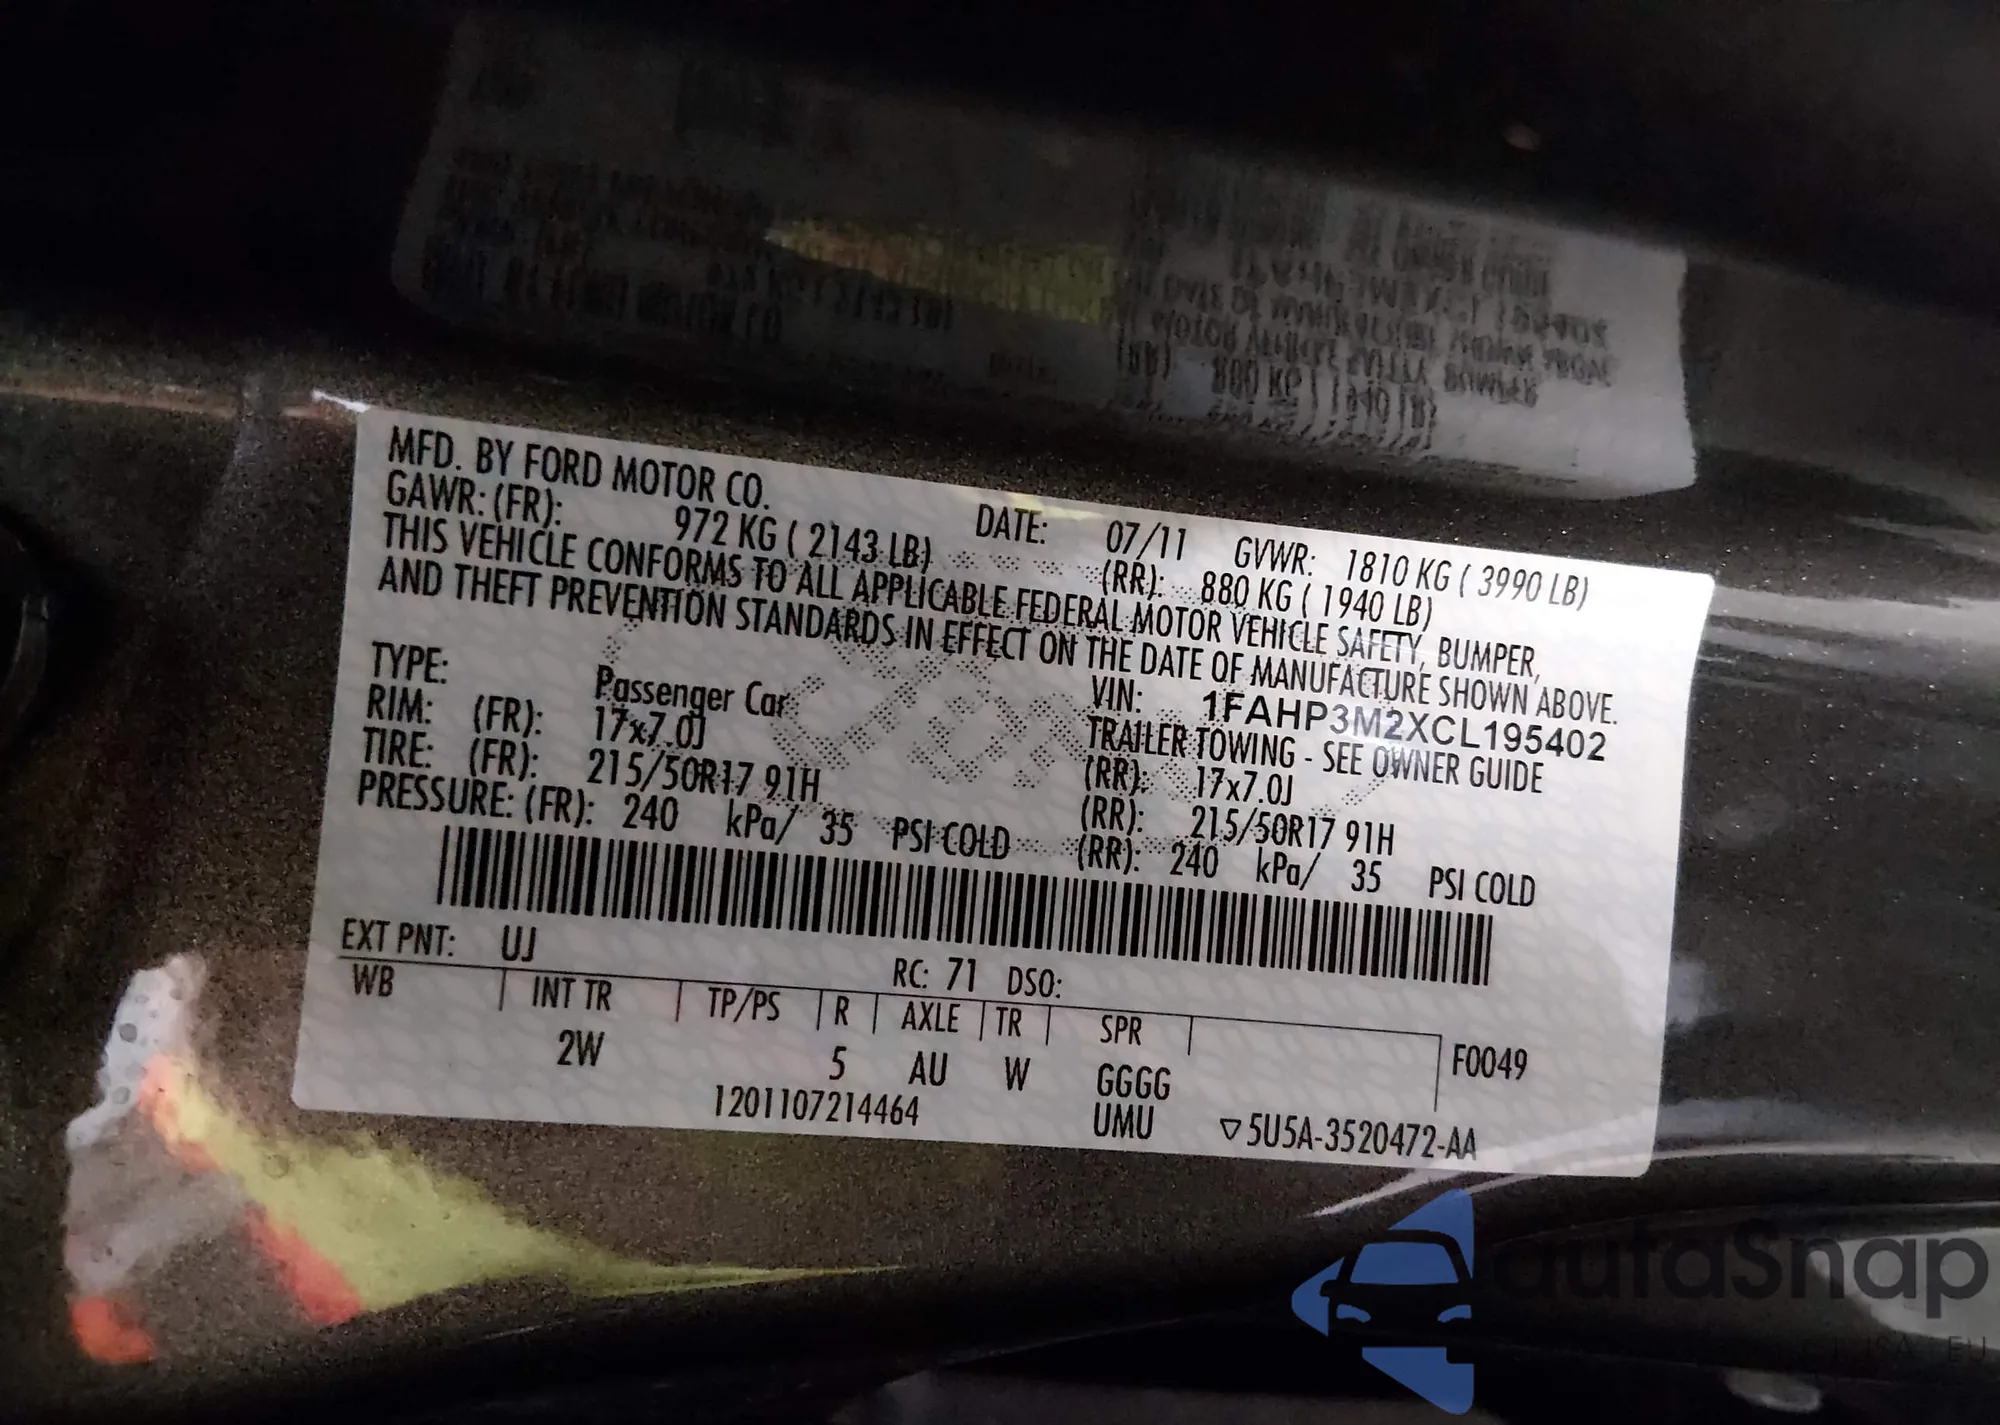 MFD. BY FORD MOTOR CO. DATE: 07/11 GVWR: 1810 KG ( 3990 LB)
GAWR: (FR): 972 KG ( 2143 LB) (RR): 880 KG ( 1940 LB)
THIS VEHICLE CONFORMS TO ALL APPLICABLE FEDERAL MOTOR VEHICLE SAFETY, BUMPER,
AND THEFT PREVENTION STANDARDS IN EFFECT ON THE DATE OF MANUFACTURE SHOWN ABOVE.
VIN: 1FAHP3M2XCL195402
TYPE: Passenger Car TRAILER TOWING - SEE OWNER GUIDE
RIM: (FR): 17x7.0J (RR): 17x7.0J
TIRE: (FR): 215/50R17 91H (RR): 215/50R17 91H
PRESSURE: (FR): 240 kPa/ 35 PSI COLD (RR): 240 kPa/ 35 PSI COLD
EXT PNT: UJ RC: 71 DSO:
WB INT TR TP/PS R AXLE TR SPR F0049
2W 5 AU W GGGG
1201107214464 UMU ▽5U5A-3520472-AA
autoSnap